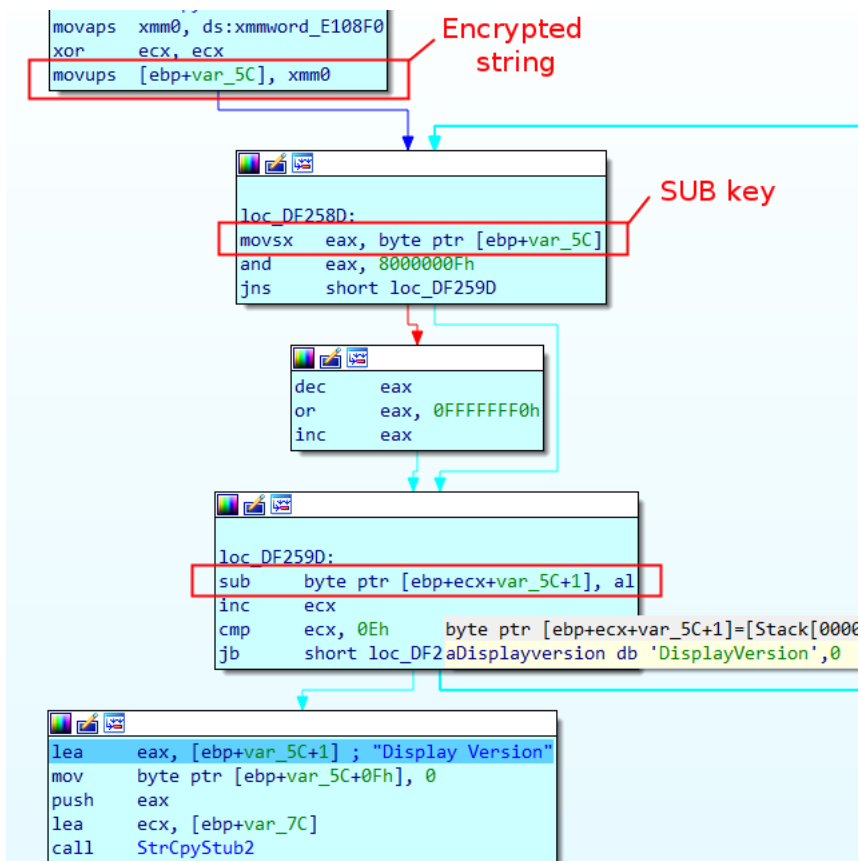 movaps xmm0, ds:xmmword_E108F0
xor ecx, ecx
movups [ebp+var_5C], xmm0
Encrypted
string
loc_DF258D:
movsx eax, byte ptr [ebp+var_5C]
and eax, 8000000Fh
jns short loc_DF259D
SUB key
dec eax
or eax, 0FFFFFFF0h
inc eax
loc_DF259D:
sub byte ptr [ebp+ecx+var_5C+1], al
inc ecx
cmp ecx, 0Eh byte ptr [ebp+ecx+var_5C+1]=[Stack[0000
jb short loc_DF2 aDisplayversion db 'DisplayVersion',0
lea eax, [ebp+var_5C+1] ; "Display Version"
mov byte ptr [ebp+var_5C+0Fh], 0
push eax
lea ecx, [ebp+var_7C]
call StrCpyStub2